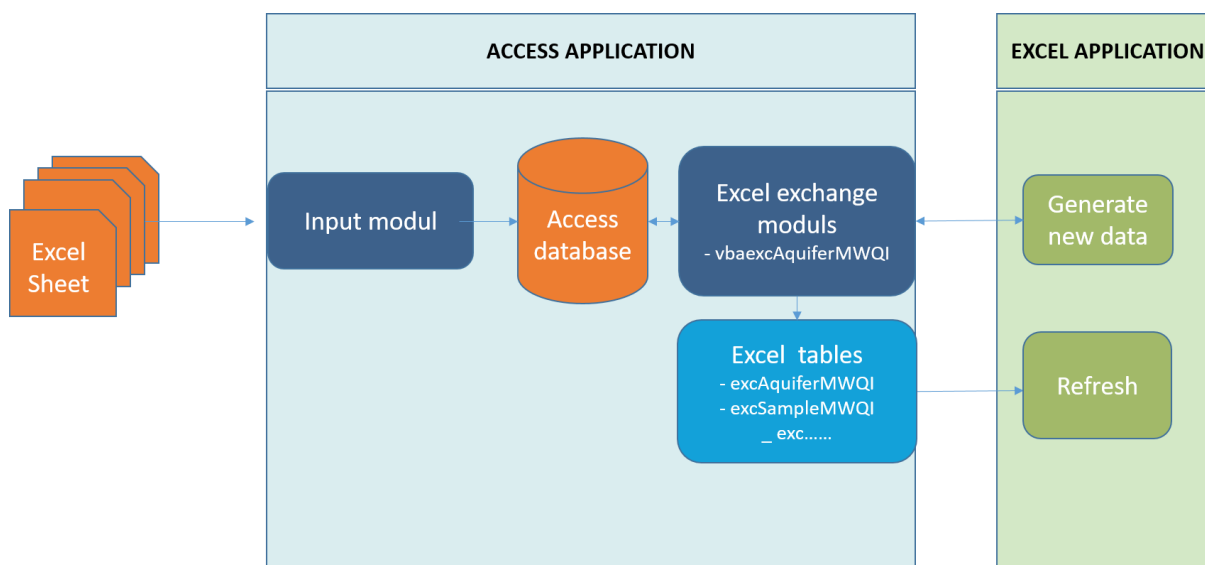 ACCESS APPLICATION
EXCEL APPLICATION
Excel
Sheet
Input modul
Access
database
Excel exchange
moduls
- vbaexcAquiferMWQI
Generate
new data
Excel tables
- excAquiferMWQI
- excSampleMWQI
_ exc......
Refresh